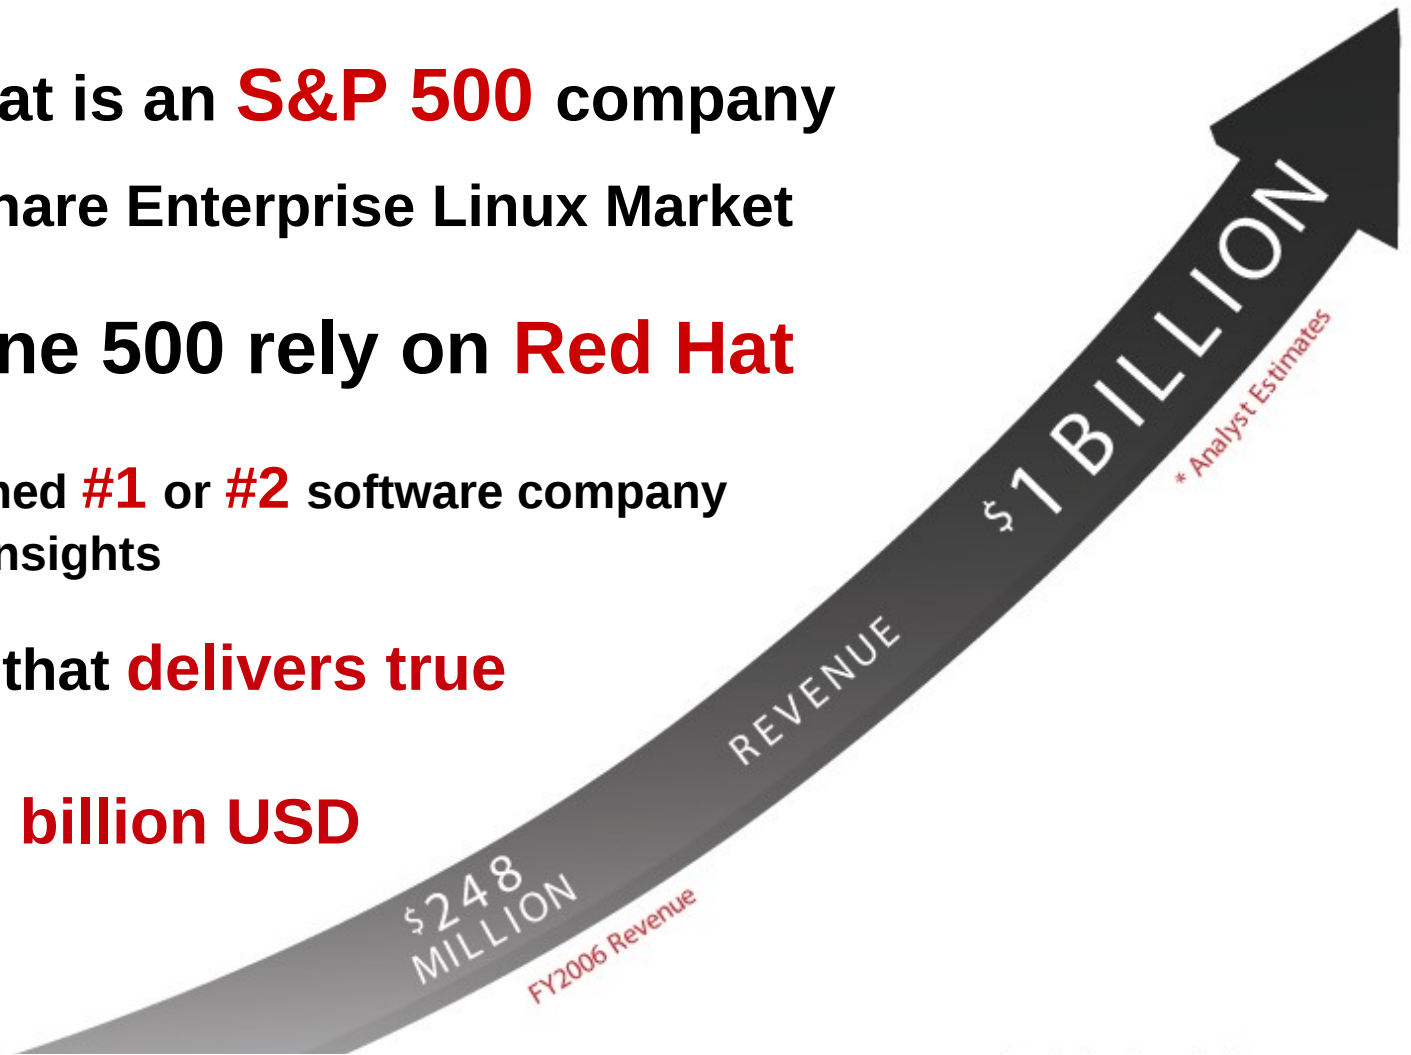 at is an S&P 500 company
hare Enterprise Linux Market
ne 500 rely on Red Hat
ned #1 or #2 software company
nsights
that delivers true
billion USD
$1 BILLION
* Analyst Estimates
REVENUE
$248
MILLION
FY2006 Revenue